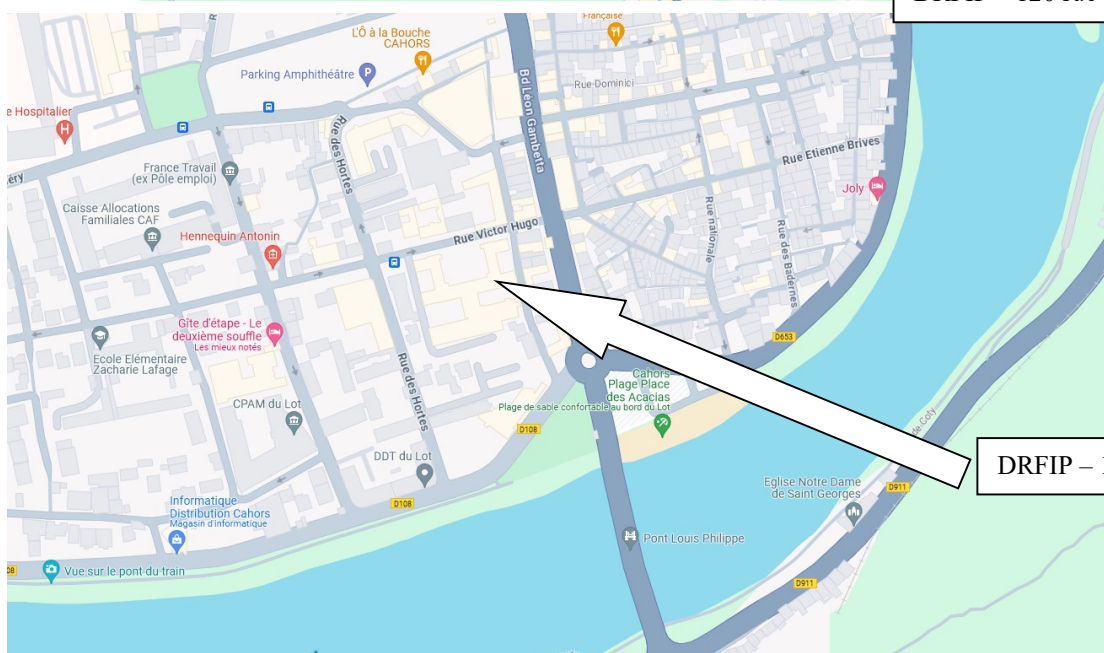 Française
L'Ô à la Bouche
CAHORS
Parking Amphithéâtre
P
Bd Léon Gambetta
Rue Dominici
e Hospitalier
H
Rue des Hortes
Rue Etienne Brives
France Travail
(ex Pôle emploi)
Joly
Caisse Allocations
Familiales CAF
Rue nationale
Rue des Badernes
Rue Victor Hugo
Hennequin Antonin
D653
Gîte d'étape - Le
deuxième souffle
Les mieux notés
Ecole Elémentaire
Zacharie Lafage
Rue des Hortes
Cahors
Plage Place
des Acacias
Plage de sable confortable au bord du Lot
CPAM du Lot
D108
DDT du Lot
DRFIP – 1
Eglise Notre Dame
de Saint Georges
D911
D108
Informatique
Distribution Cahors
Magasin d'informatique
Pont Louis Philippe
08
Vue sur le pont du train
D911